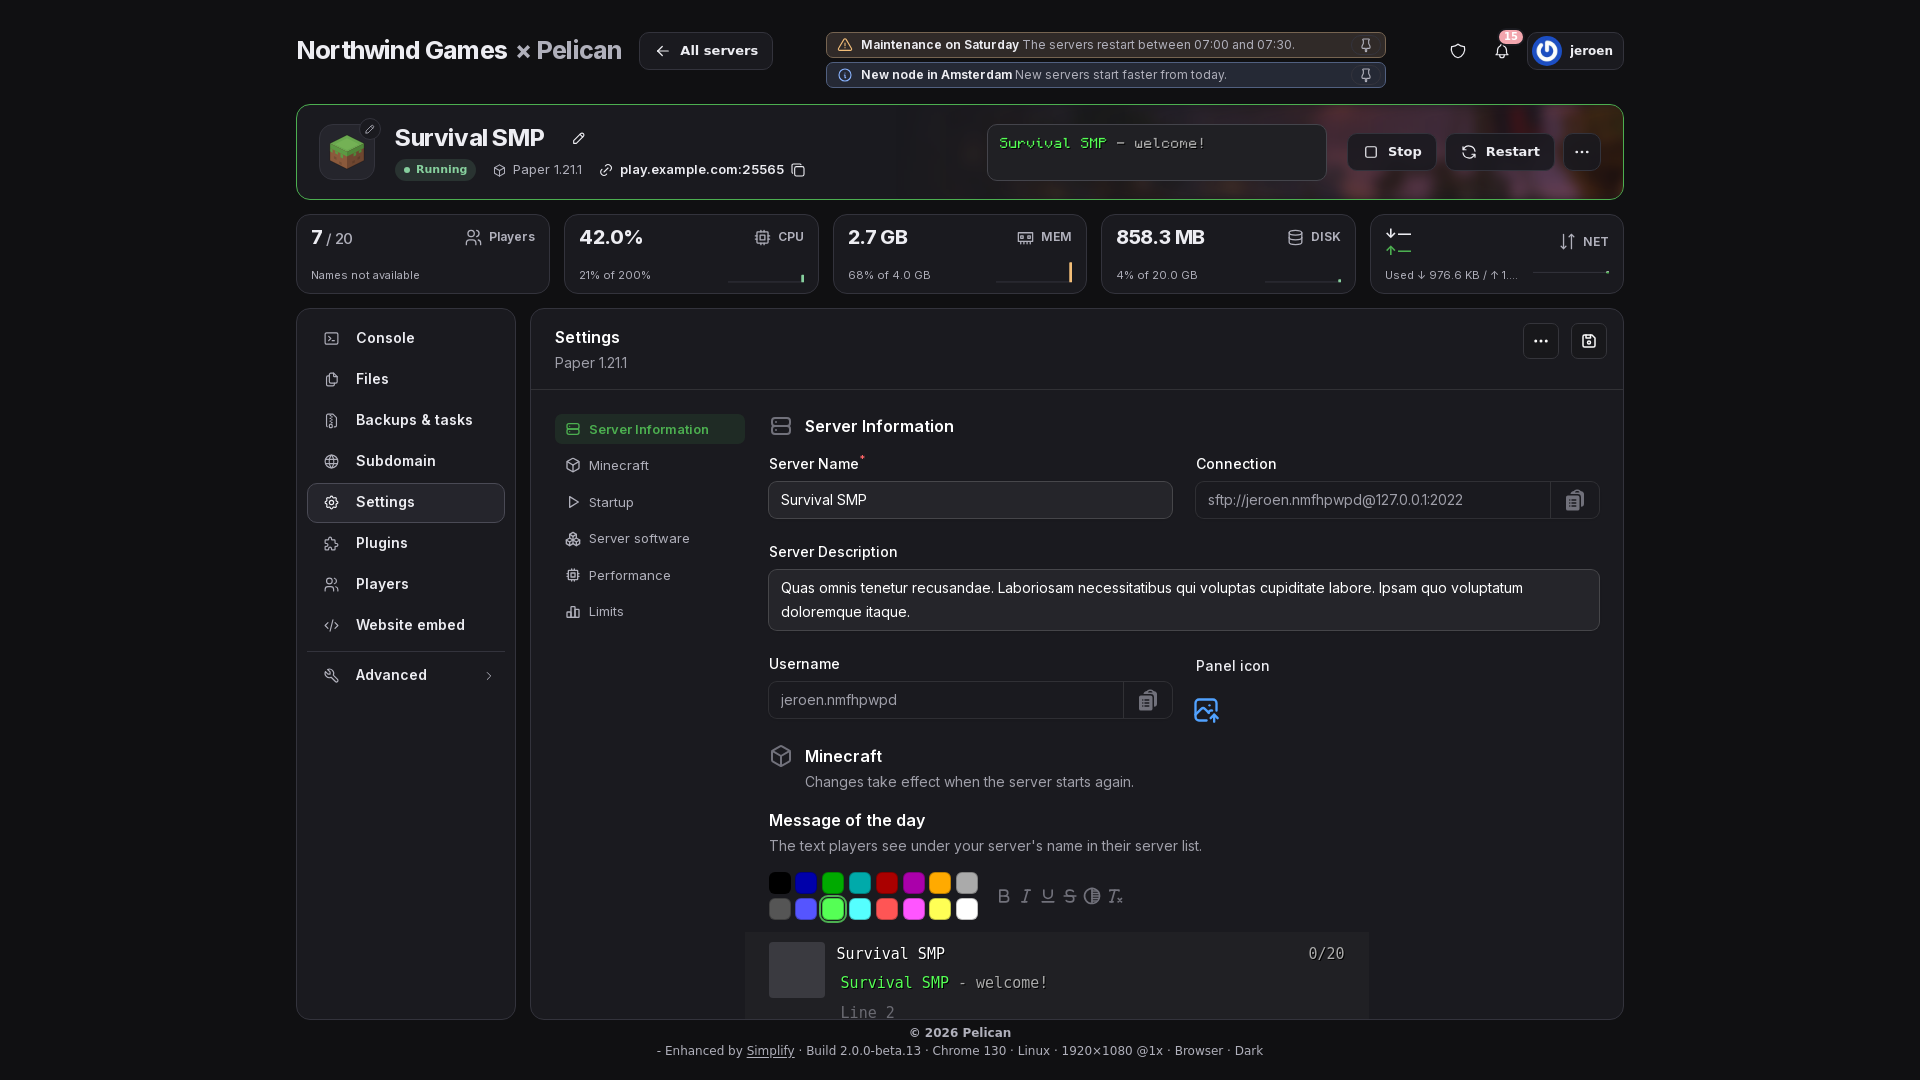 Northwind Games × Pelican
All servers
Maintenance on Saturday The servers restart between 07:00 and 07:30.
New node in Amsterdam New servers start faster from today.
15
jeroen
Survival SMP
Running
Paper 1.21.1
play.example.com:25565
Survival SMP - welcome!
Stop
Restart
7 / 20
Players
Names not available
42.0%
CPU
21% of 200%
2.7 GB
MEM
68% of 4.0 GB
858.3 MB
DISK
4% of 20.0 GB
↓—
↑—
NET
Used ↓ 976.6 KB / ↑ 1....
Console
Files
Backups & tasks
Subdomain
Settings
Plugins
Players
Website embed
Advanced
Settings
Paper 1.21.1
Server Information
Minecraft
Startup
Server software
Performance
Limits
Server Information
Server Name*
Survival SMP
Connection
sftp://jeroen.nmfhpwpd@127.0.0.1:2022
Server Description
Quas omnis tenetur recusandae. Laboriosam necessitatibus qui voluptas cupiditate labore. Ipsam quo voluptatum
doloremque itaque.
Username
jeroen.nmfhpwpd
Panel icon
Minecraft
Changes take effect when the server starts again.
Message of the day
The text players see under your server's name in their server list.
Survival SMP
0/20
Survival SMP - welcome!
Line 2
© 2026 Pelican
- Enhanced by Simplify · Build 2.0.0-beta.13 · Chrome 130 · Linux · 1920×1080 @1x · Browser · Dark